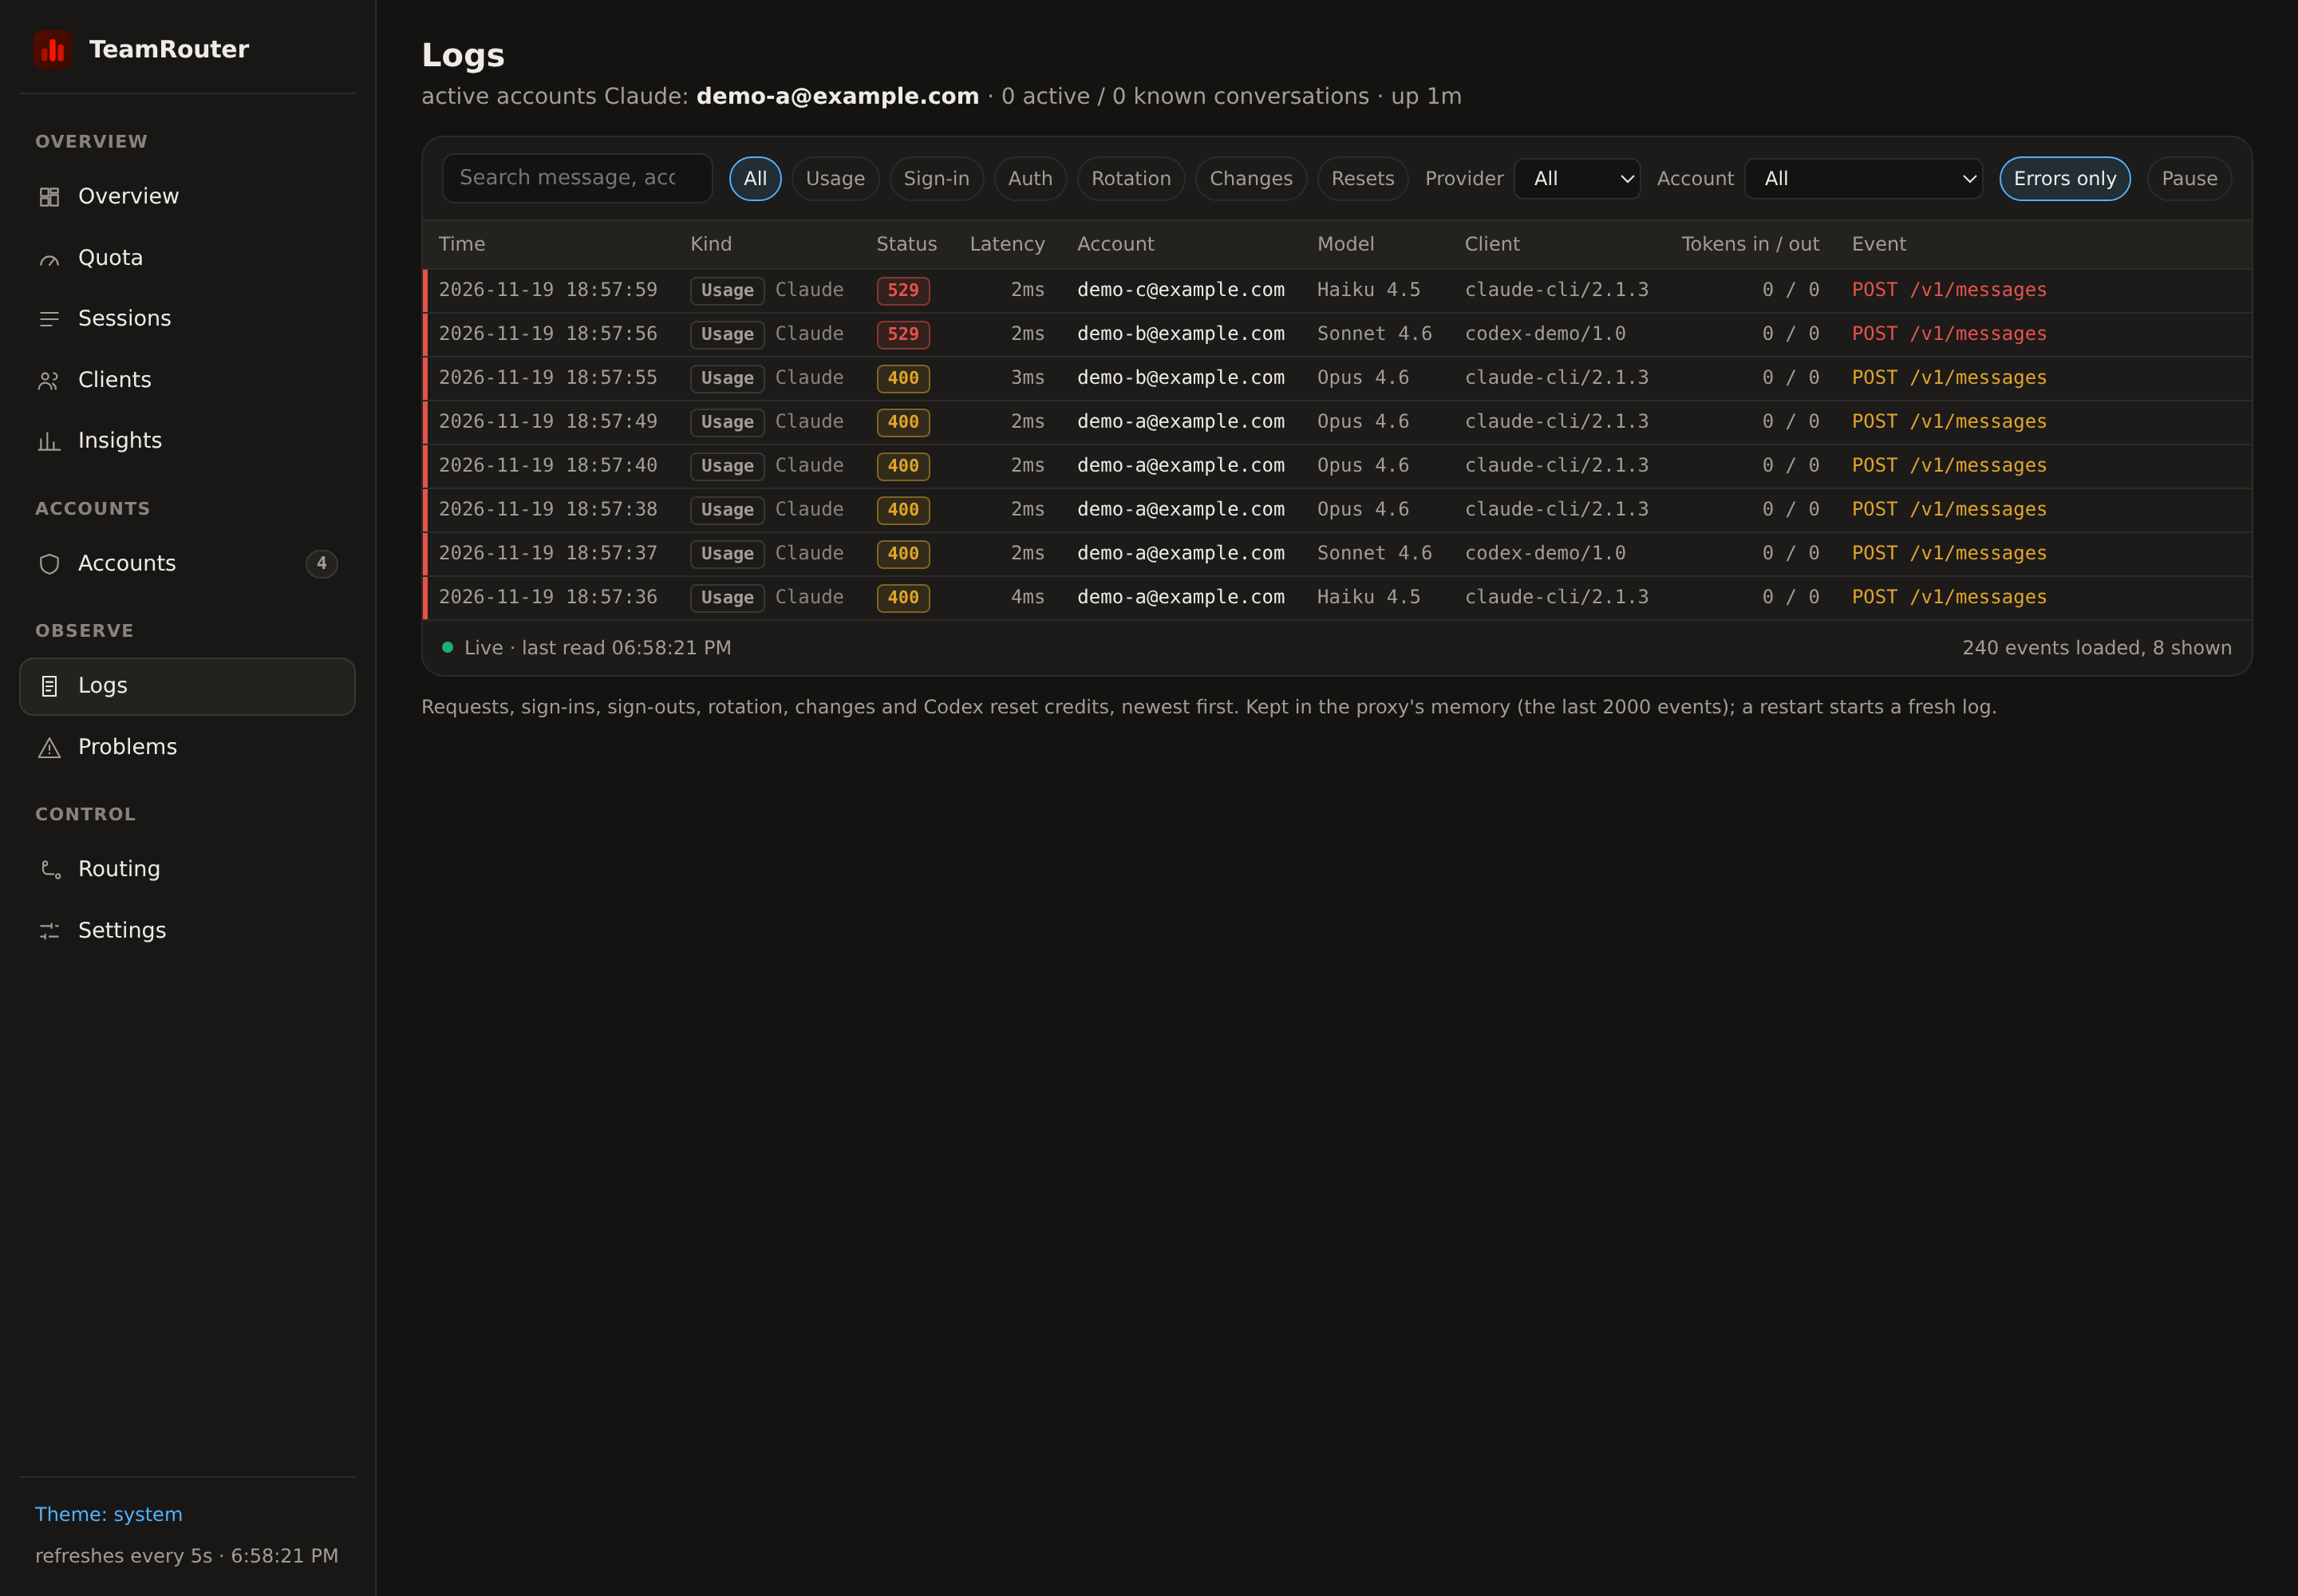 TeamRouter
OVERVIEW
Overview
Quota
Sessions
Clients
Insights
ACCOUNTS
Accounts 4
OBSERVE
Logs
Problems
CONTROL
Routing
Settings
Theme: system
refreshes every 5s · 6:58:21 PM
Logs
active accounts Claude: demo-a@example.com · 0 active / 0 known conversations · up 1m
Search message, acc All Usage Sign-in Auth Rotation Changes Resets Provider All Account All Errors only Pause
Time Kind Status Latency Account Model Client Tokens in / out Event
2026-11-19 18:57:59 Usage Claude 529 2ms demo-c@example.com Haiku 4.5 claude-cli/2.1.3 0 / 0 POST /v1/messages
2026-11-19 18:57:56 Usage Claude 529 2ms demo-b@example.com Sonnet 4.6 codex-demo/1.0 0 / 0 POST /v1/messages
2026-11-19 18:57:55 Usage Claude 400 3ms demo-b@example.com Opus 4.6 claude-cli/2.1.3 0 / 0 POST /v1/messages
2026-11-19 18:57:49 Usage Claude 400 2ms demo-a@example.com Opus 4.6 claude-cli/2.1.3 0 / 0 POST /v1/messages
2026-11-19 18:57:40 Usage Claude 400 2ms demo-a@example.com Opus 4.6 claude-cli/2.1.3 0 / 0 POST /v1/messages
2026-11-19 18:57:38 Usage Claude 400 2ms demo-a@example.com Opus 4.6 claude-cli/2.1.3 0 / 0 POST /v1/messages
2026-11-19 18:57:37 Usage Claude 400 2ms demo-a@example.com Sonnet 4.6 codex-demo/1.0 0 / 0 POST /v1/messages
2026-11-19 18:57:36 Usage Claude 400 4ms demo-a@example.com Haiku 4.5 claude-cli/2.1.3 0 / 0 POST /v1/messages
Live · last read 06:58:21 PM 240 events loaded, 8 shown
Requests, sign-ins, sign-outs, rotation, changes and Codex reset credits, newest first. Kept in the proxy's memory (the last 2000 events); a restart starts a fresh log.